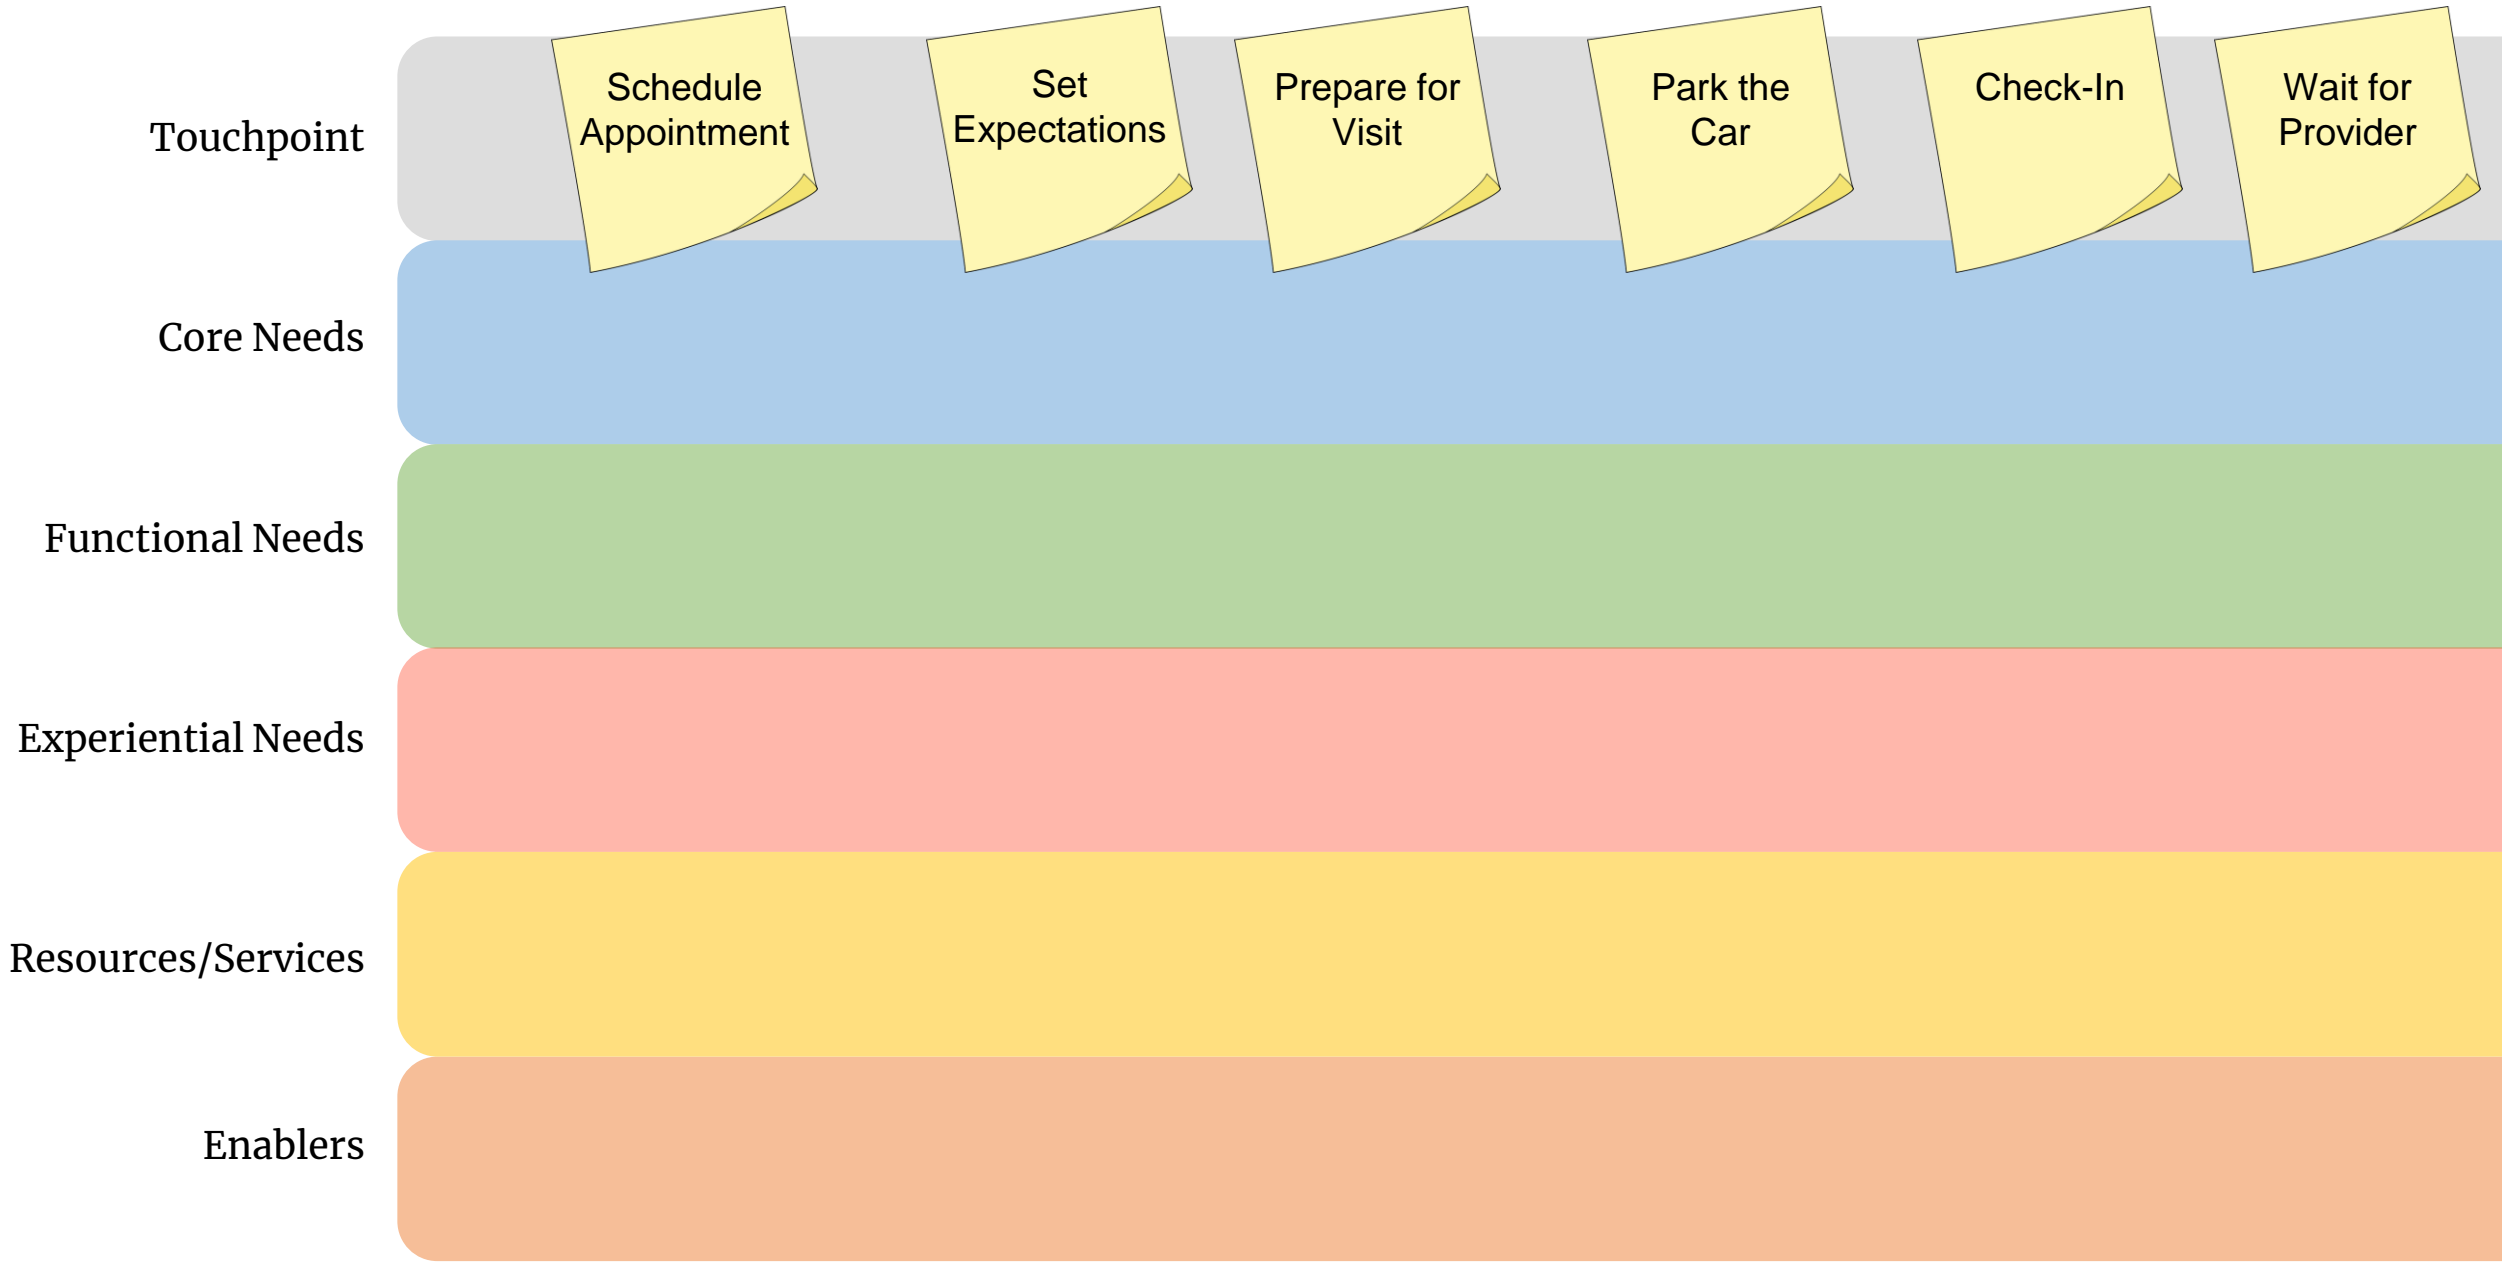 Touchpoint
Schedule
Appointment
Set
Expectations
Prepare for
Visit
Park the
Car
Check-In
Wait for
Provider
Core Needs
Functional Needs
Experiential Needs
Resources/Services
Enablers